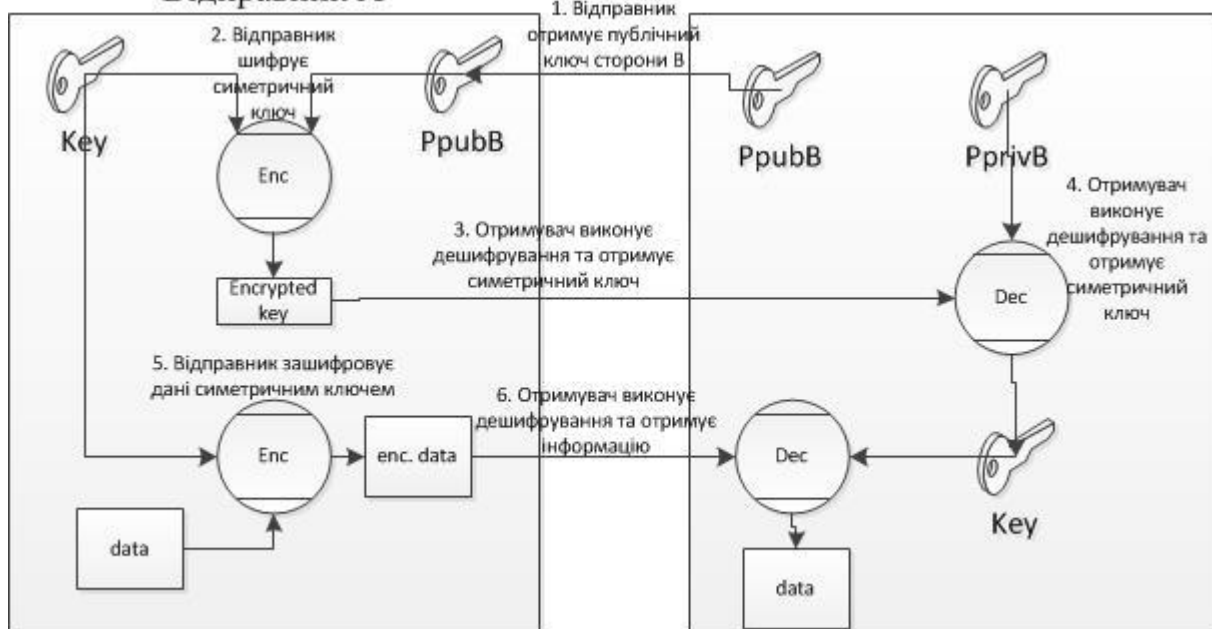 1. Відправник
отримує публічний
ключ сторони В
2. Відправник
шифрує
симетричний
ключ
Key
PpubB
PpubB
PprivB
Enc
4. Отримувач
виконує
дешифрування та
отримує
симетричний
ключ
3. Отримувач виконує
дешифрування та отримує
симетричний ключ
Encrypted
key
Dec
5. Відправник зашифровує
дані симетричним ключем
6. Отримувач виконує
дешифрування та отримує
інформацію
Enc
enc. data
Dec
Key
data
data